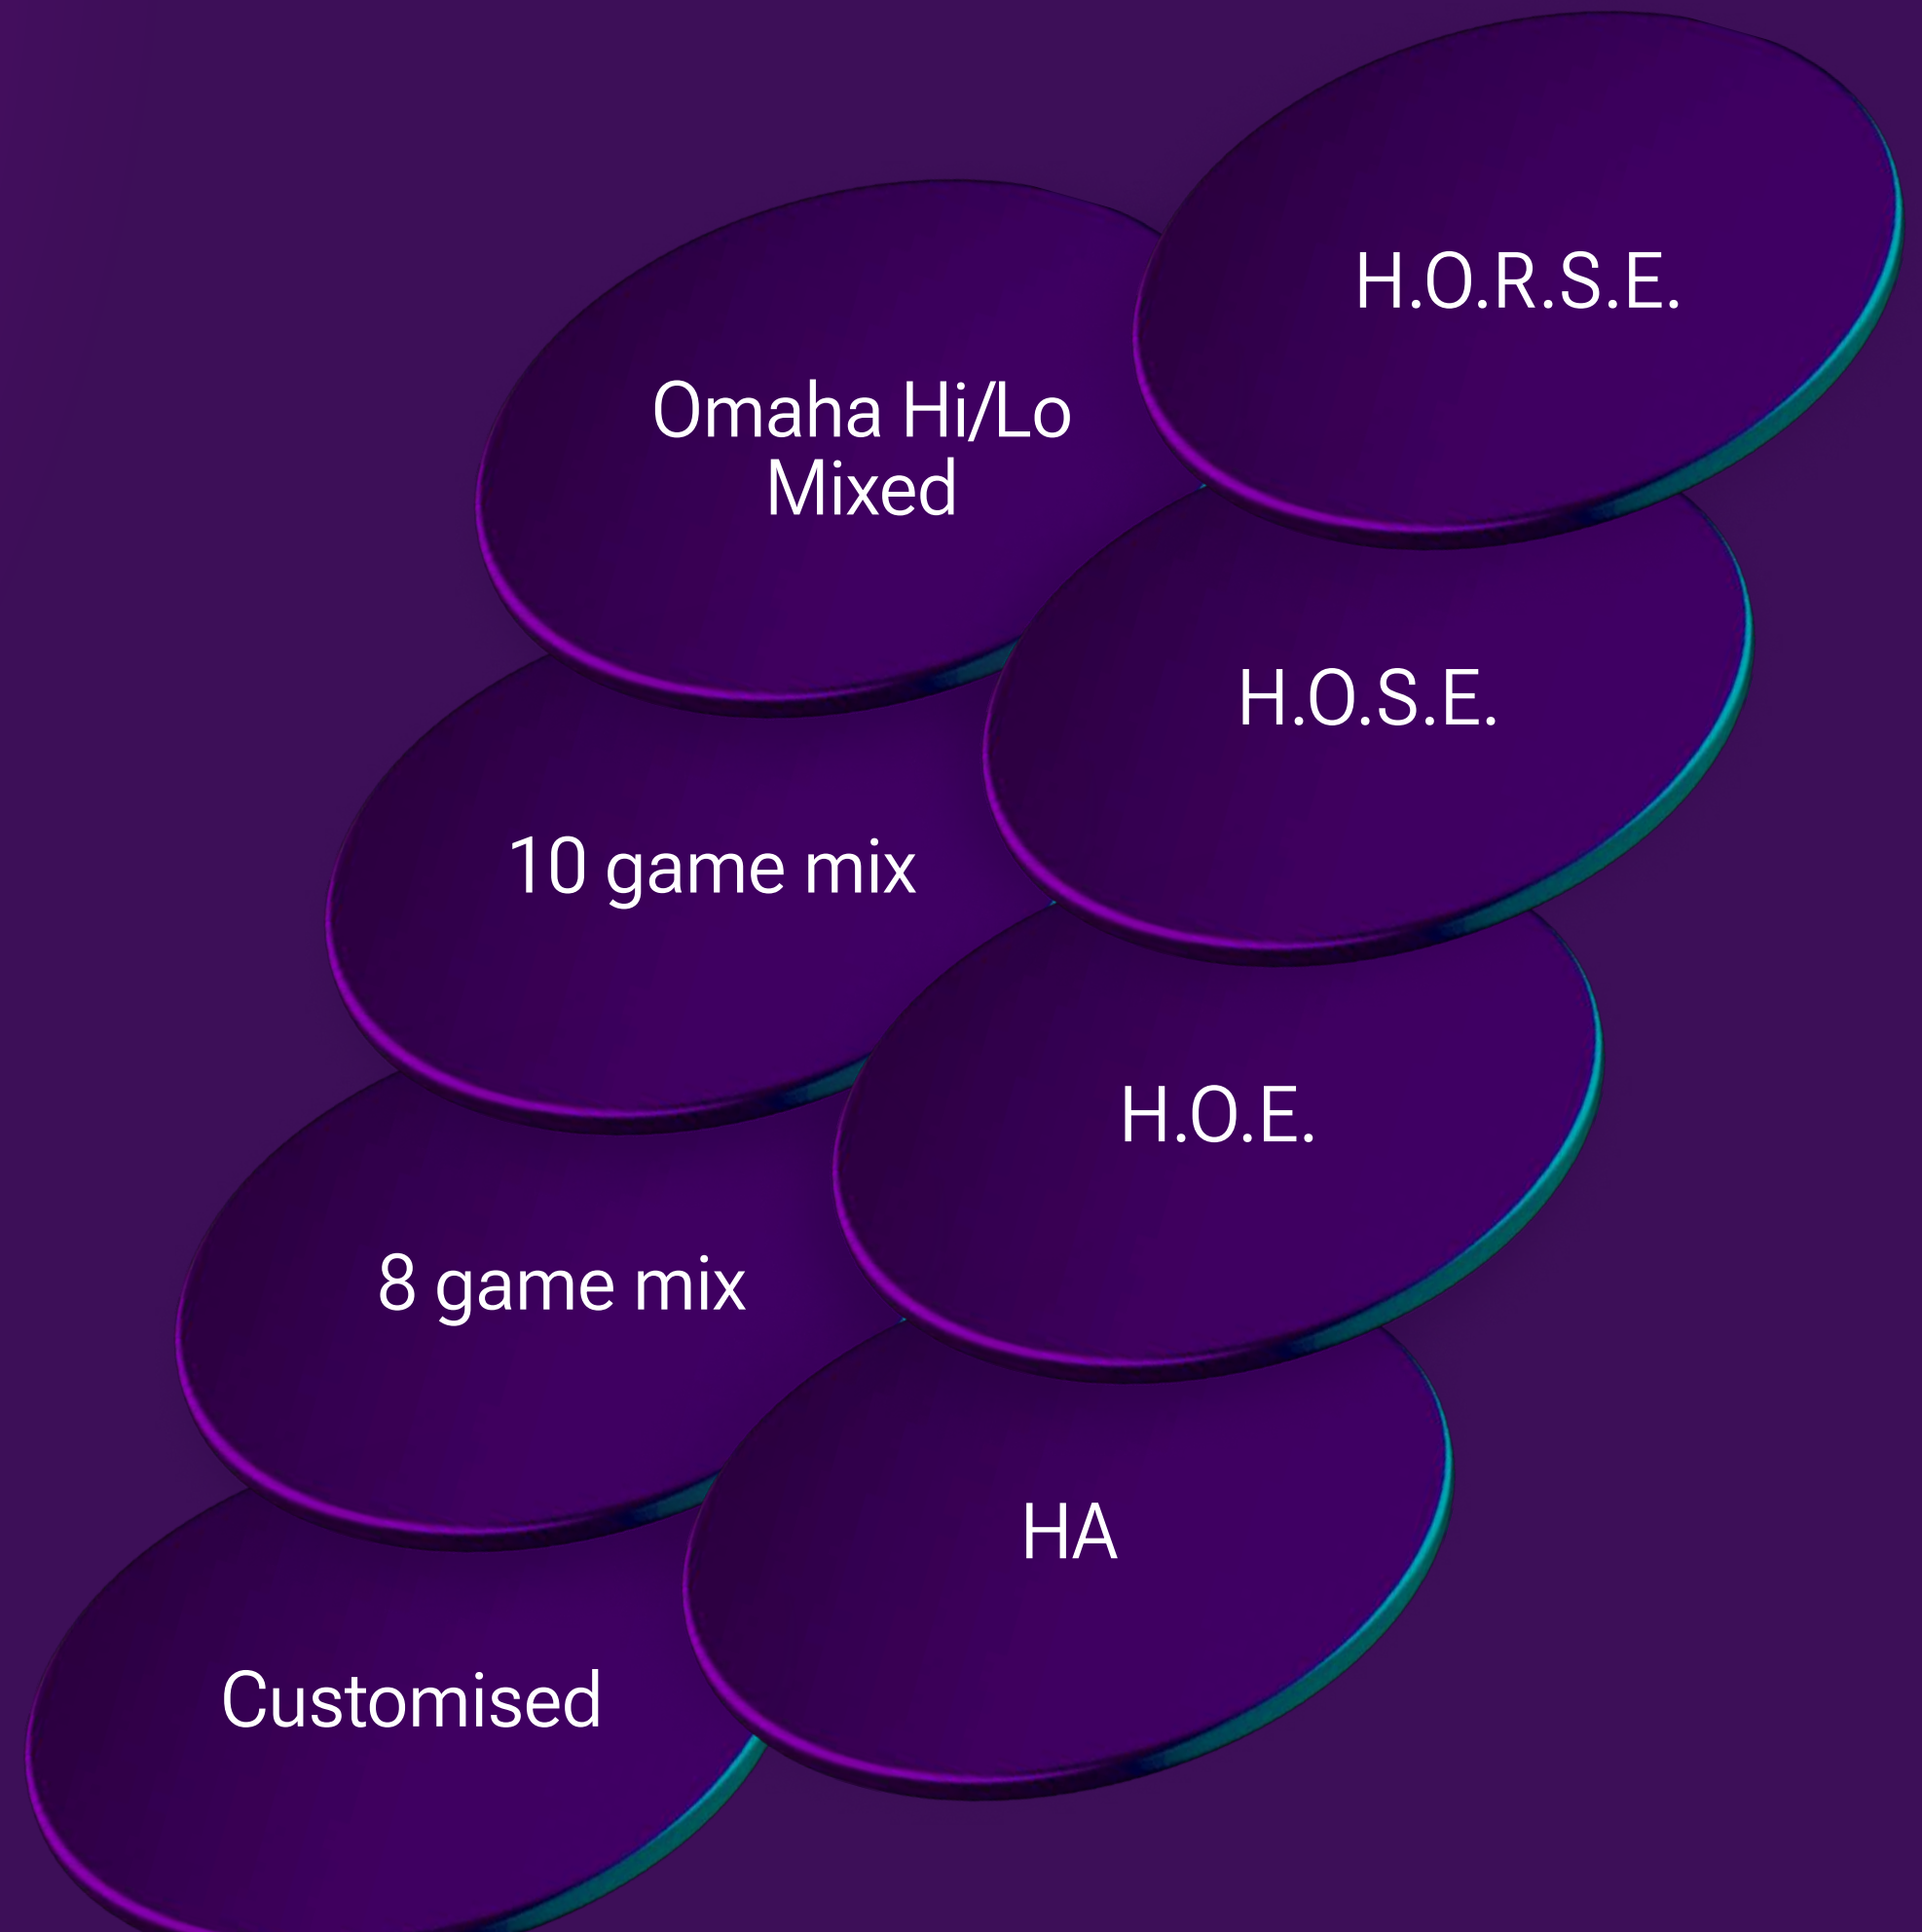 H.O.R.S.E.
Omaha Hi/Lo
Mixed
H.O.S.E.
10 game mix
H.O.E.
8 game mix
HA
Customised